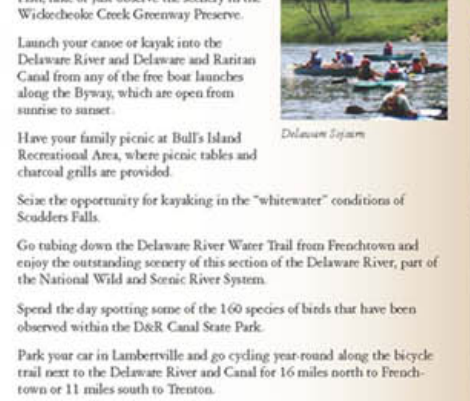 just observe the scenery in the
Wickecheoke Creek Greenway Preserve.
Launch your canoe or kayak into the
Delaware River and Delaware and Raritan
Canal from any of the free boat launches
along the Byway, which are open from
sunrise to sunset.
Delaware Sojourn
Have your family picnic at Bull's Island
Recreational Area, where picnic tables and
charcoal grills are provided.
Seize the opportunity for kayaking in the "whitewater" conditions of
Scudders Falls.
Go tubing down the Delaware River Water Trail from Frenchtown and
enjoy the outstanding scenery of this section of the Delaware River, part of
the National Wild and Scenic River System.
Spend the day spotting some of the 160 species of birds that have been
observed within the D&R Canal State Park.
Park your car in Lambertville and go cycling year-round along the bicycle
trail next to the Delaware River and Canal for 16 miles north to French-
town or 11 miles south to Trenton.